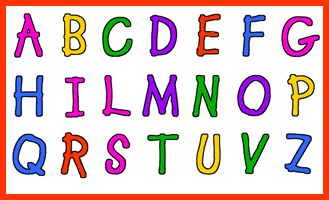 A B C D E F G
H I L M N O P
Q R S T U V Z